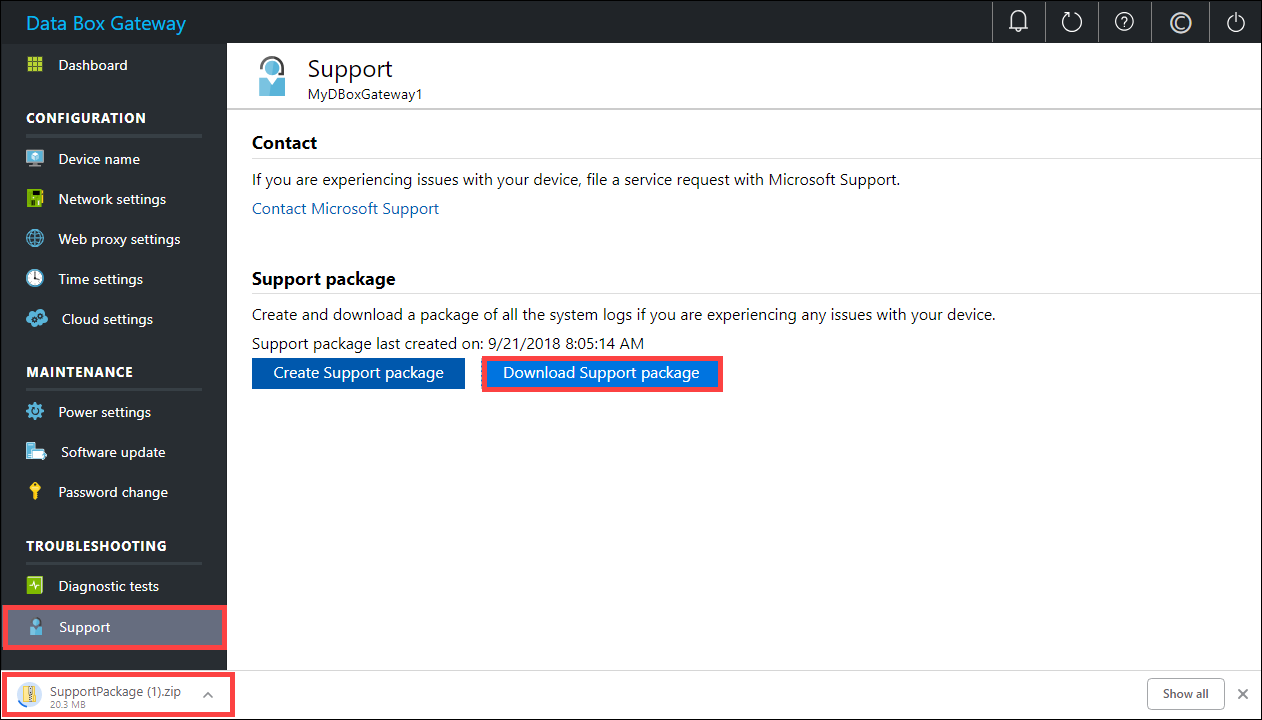 Data Box Gateway
Dashboard
CONFIGURATION
Device name
Network settings
Web proxy settings
Time settings
Cloud settings
MAINTENANCE
Power settings
Software update
Password change
TROUBLESHOOTING
Diagnostic tests
Support
Support
MyDBoxGateway1
Contact
If you are experiencing issues with your device, file a service request with Microsoft Support.
Contact Microsoft Support
Support package
Create and download a package of all the system logs if you are experiencing any issues with your device.
Support package last created on: 9/21/2018 8:05:14 AM
Create Support package Download Support package
SupportPackage (1).zip
20.3 MB
Show all